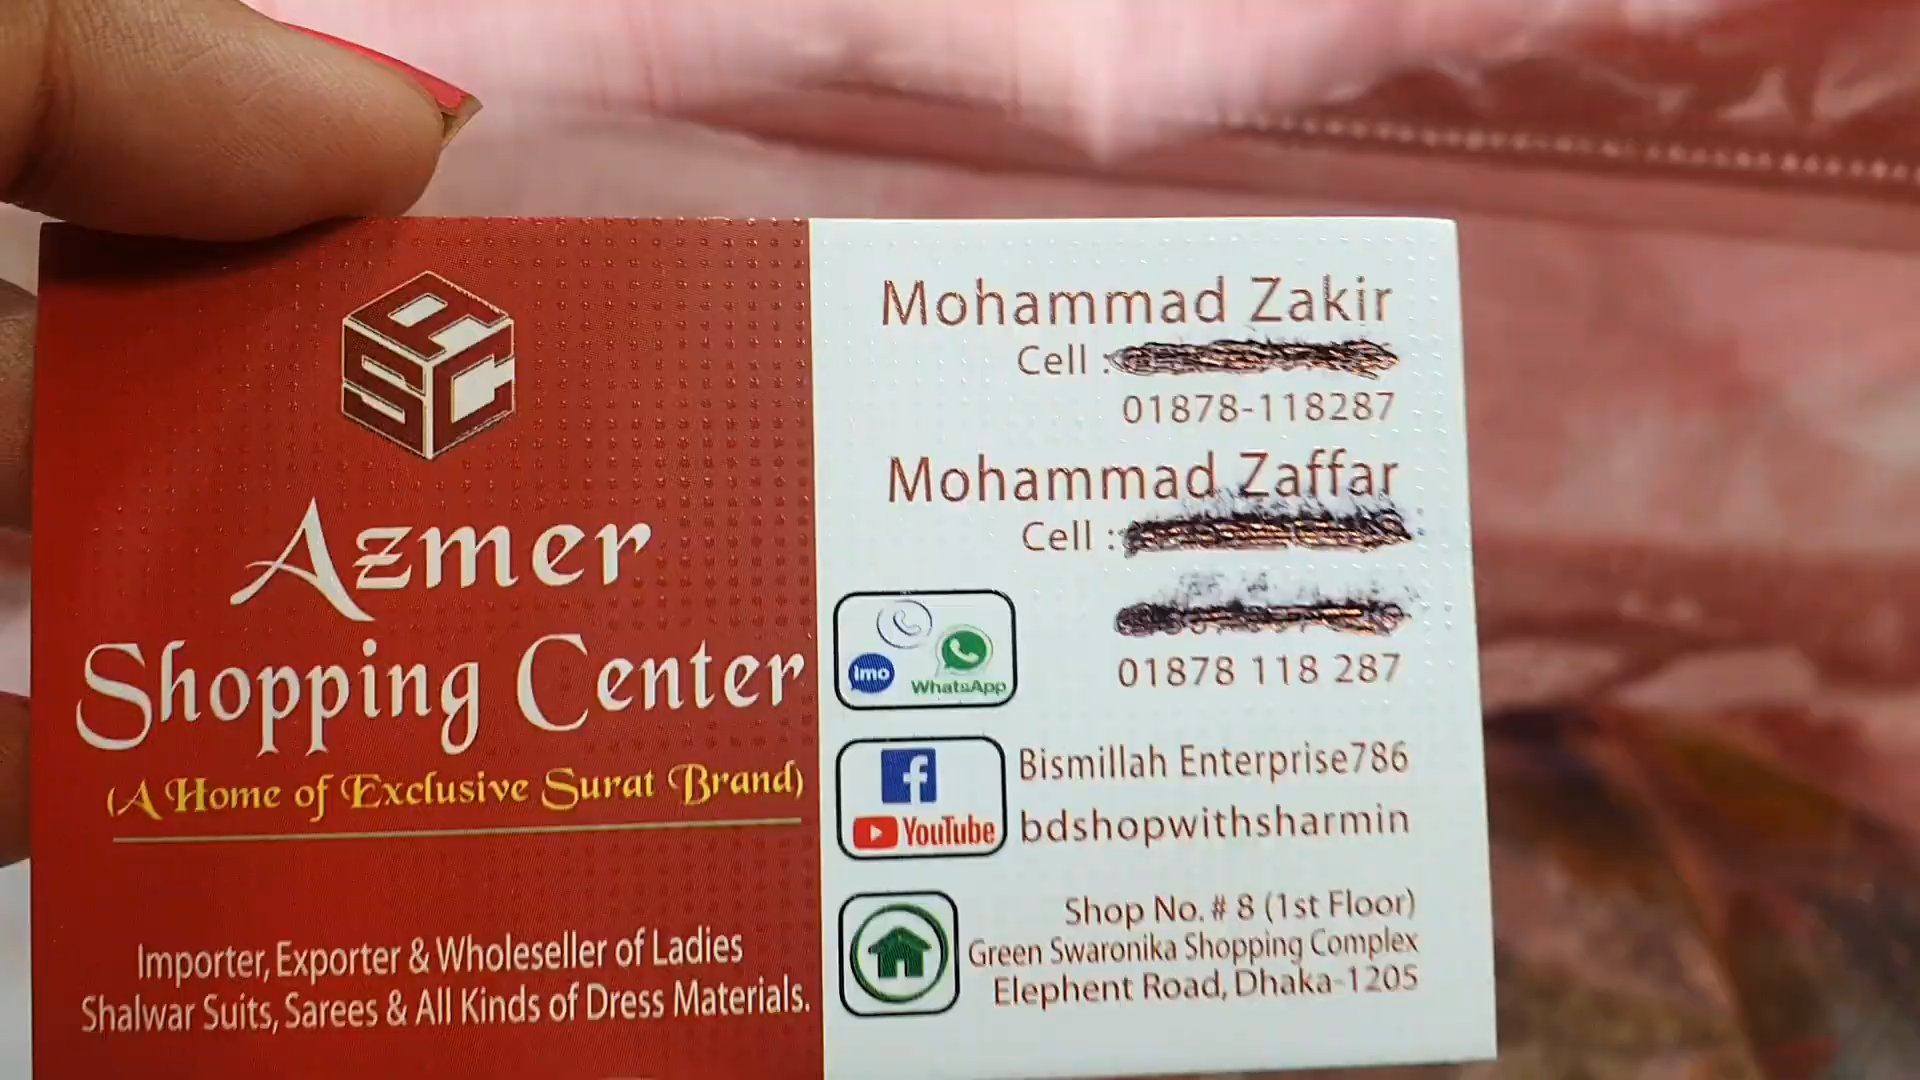 ASC
Azmer
Shopping Center
(A Home of Exclusive Surat Brand)
Importer, Exporter & Wholeseller of Ladies
Shalwar Suits, Sarees & All Kinds of Dress Materials.
Mohammad Zakir
Cell :
01878-118287
Mohammad Zaffar
Cell :
imo
WhatsApp
01878 118 287
f
YouTube
Bismillah Enterprise786
bdshopwithsharmin
Shop No. # 8 (1st Floor)
Green Swaronika Shopping Complex
Elephent Road, Dhaka-1205